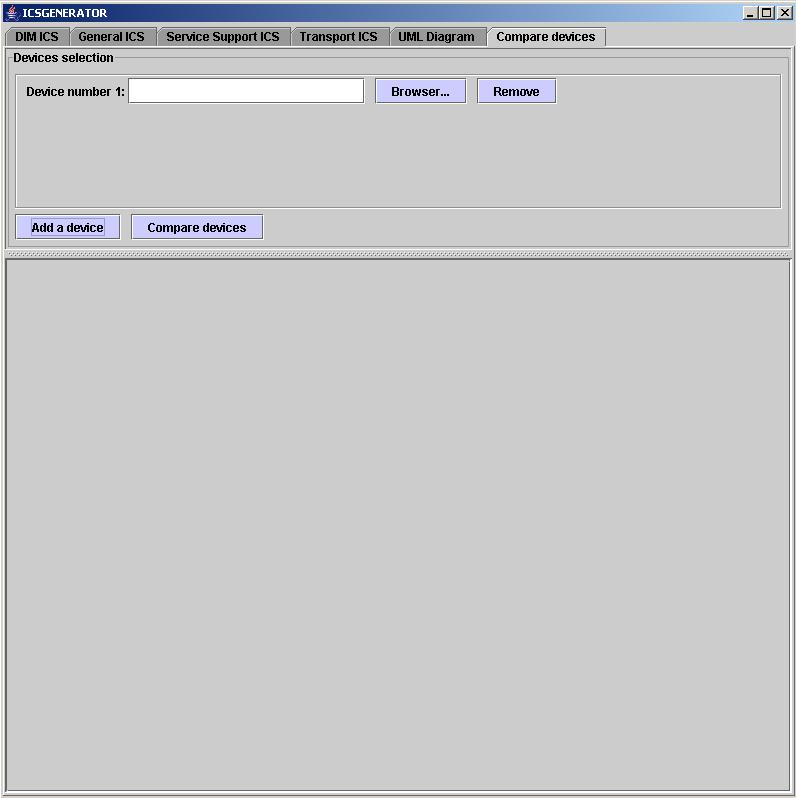 ICSGENERATOR
DIM ICS General ICS Service Support ICS Transport ICS UML Diagram Compare devices
Devices selection
Device number 1: Browser... Remove
Add a device Compare devices